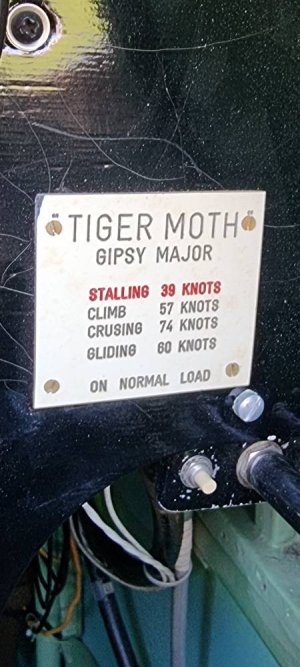 TIGER MOTH
GIPSY MAJOR
STALLING 39 KNOTS
CLIMB 57 KNOTS
CRUSING 74 KNOTS
GLIDING 60 KNOTS
ON NORMAL LOAD